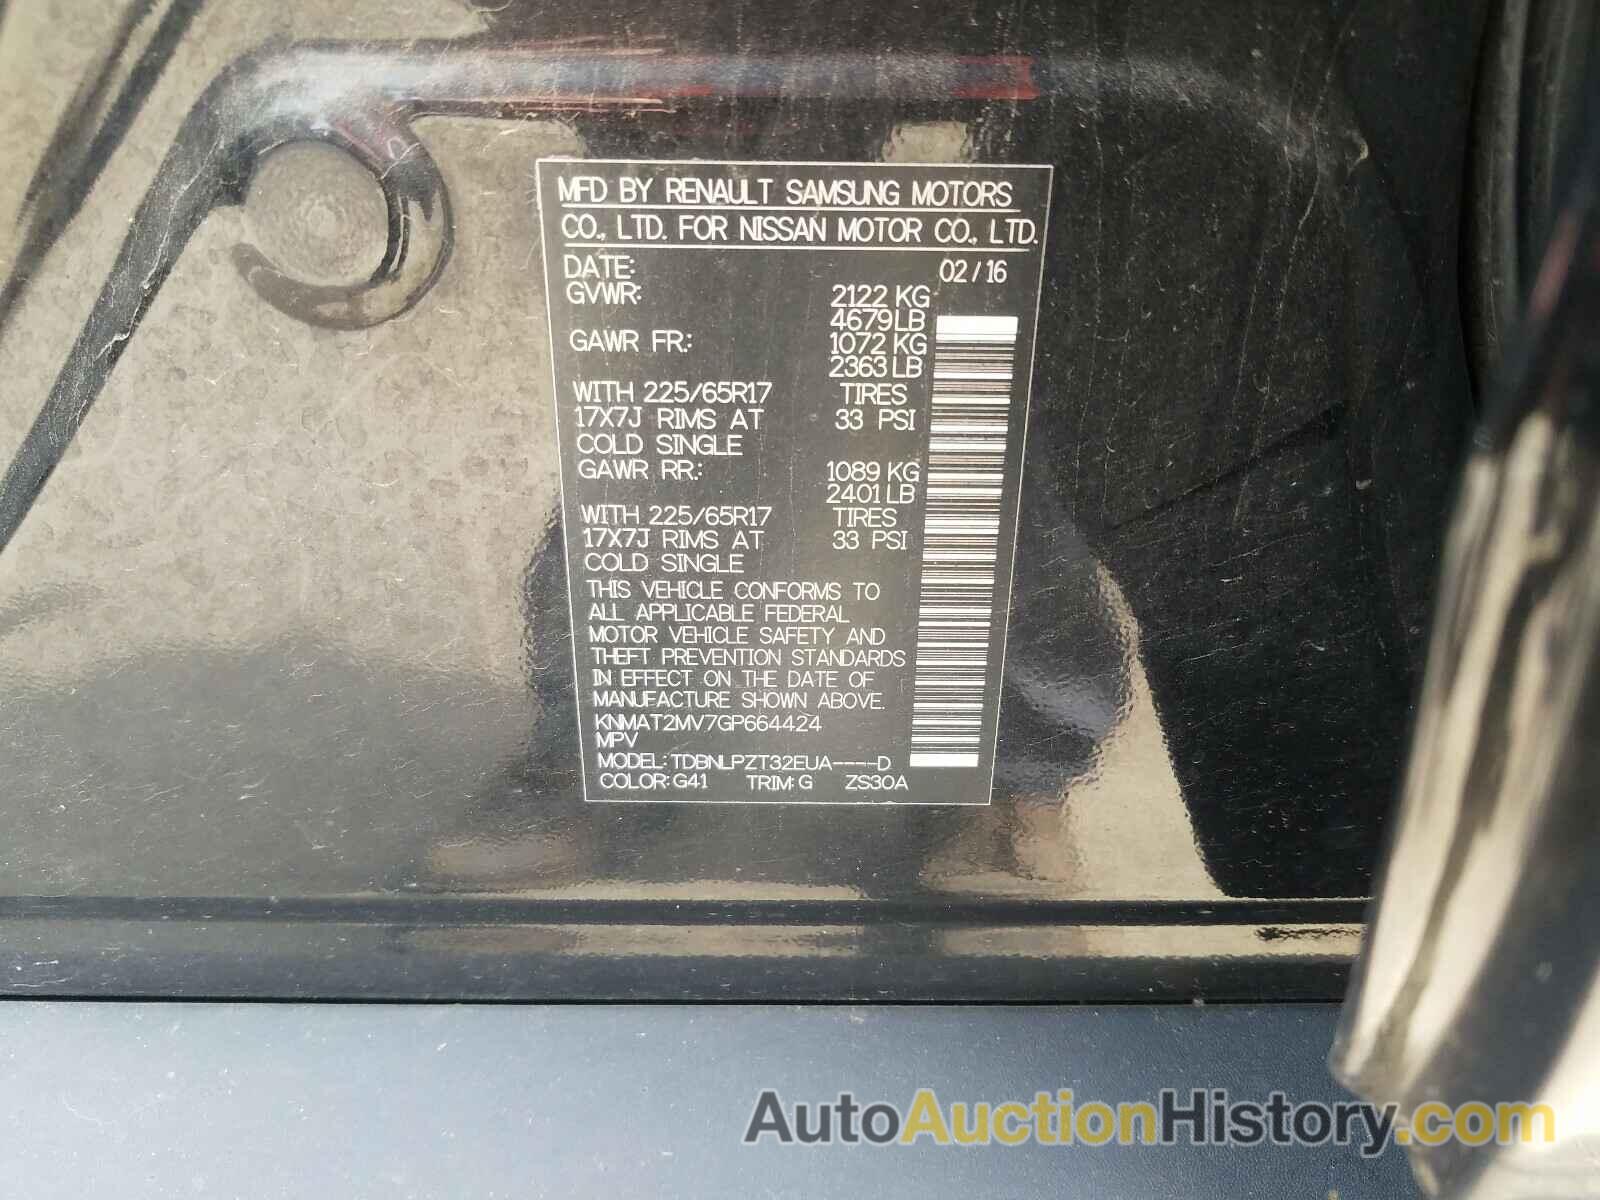 MFD BY RENAULT SAMSUNG MOTORS
CO., LTD. FOR NISSAN MOTOR CO., LTD.
DATE: 02/16
GVWR: 2122 KG
4679 LB
GAWR FR.: 1072 KG
2363 LB
WITH 225/65R17 TIRES
17X7J RIMS AT 33 PSI
COLD SINGLE
GAWR RR.: 1089 KG
2401 LB
WITH 225/65R17 TIRES
17X7J RIMS AT 33 PSI
COLD SINGLE
THIS VEHICLE CONFORMS TO
ALL APPLICABLE FEDERAL
MOTOR VEHICLE SAFETY AND
THEFT PREVENTION STANDARDS
IN EFFECT ON THE DATE OF
MANUFACTURE SHOWN ABOVE.
KNMAT2MV7GP664424
MPV
MODEL: TDBNLPZT32EUA----D
COLOR: G41 TRIM: G ZS30A
AutoAuctionHistory.com